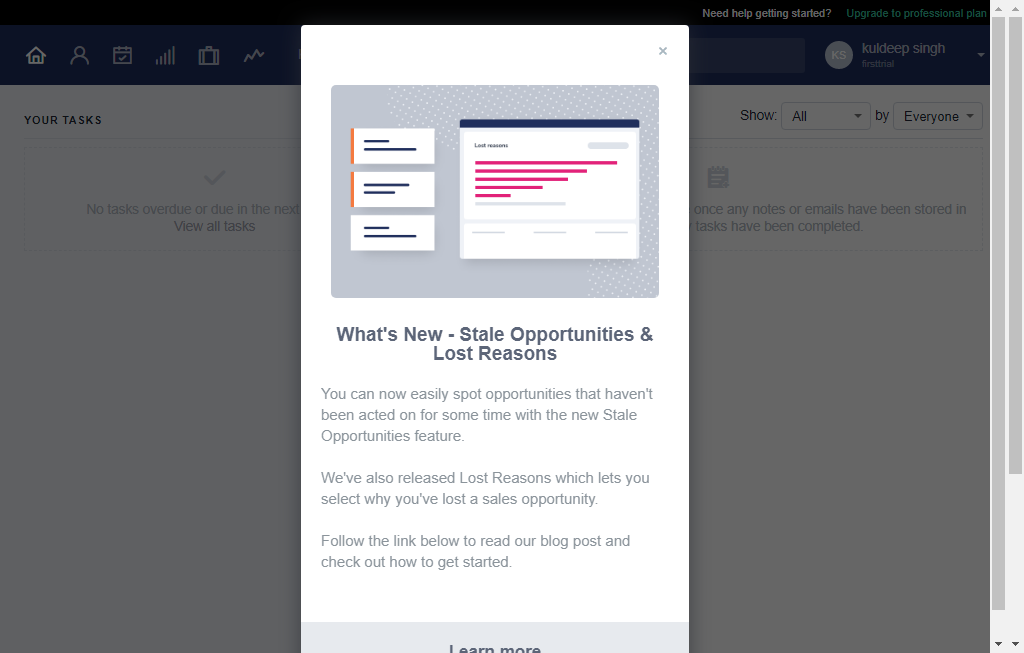 Need help getting started? Upgrade to professional plan
KS
kuldeep singh
firsttrial
YOUR TASKS
Show: All by Everyone
No tasks overdue or due in the next
View all tasks
once any notes or emails have been stored in
tasks have been completed.
×
Lost reasons
What's New - Stale Opportunities &
Lost Reasons
You can now easily spot opportunities that haven't
been acted on for some time with the new Stale
Opportunities feature.
We've also released Lost Reasons which lets you
select why you've lost a sales opportunity.
Follow the link below to read our blog post and
check out how to get started.
Learn more